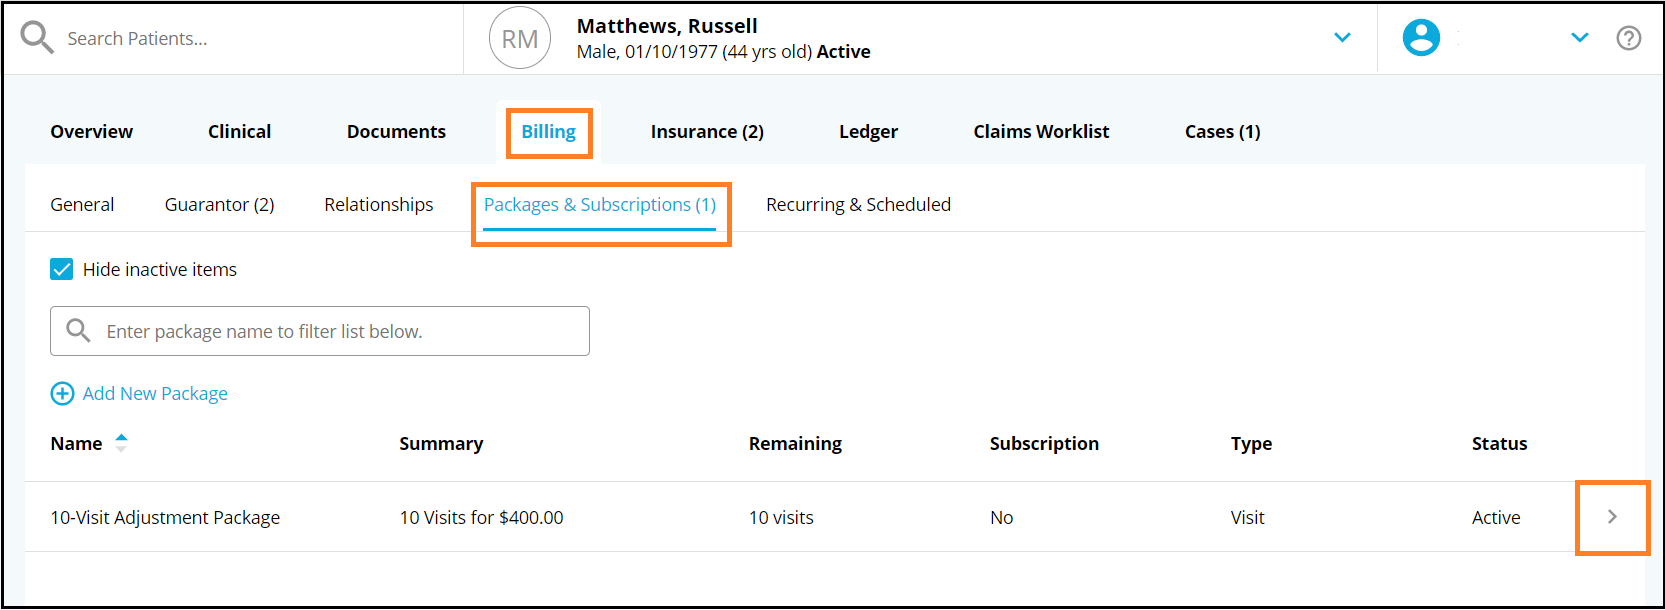 Search Patients...
RM
Matthews, Russell
Male, 01/10/1977 (44 yrs old) Active
Overview Clinical Documents Billing Insurance (2) Ledger Claims Worklist Cases (1)
General Guarantor (2) Relationships Packages & Subscriptions (1) Recurring & Scheduled
Hide inactive items
Enter package name to filter list below.
Add New Package
Name Summary Remaining Subscription Type Status
10-Visit Adjustment Package 10 Visits for $400.00 10 visits No Visit Active